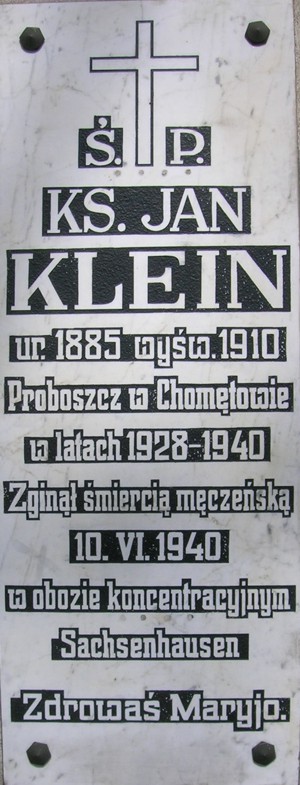 Ś. P.
KS. JAN
KLEIN
ur. 1885 wyśw. 1910
Proboszcz w Chomętowie
w latach 1928-1940
Zginął śmiercią męczeńską
10. VI. 1940
w obozie koncentracyjnym
Sachsenhausen
Zdrowaś Maryjo.